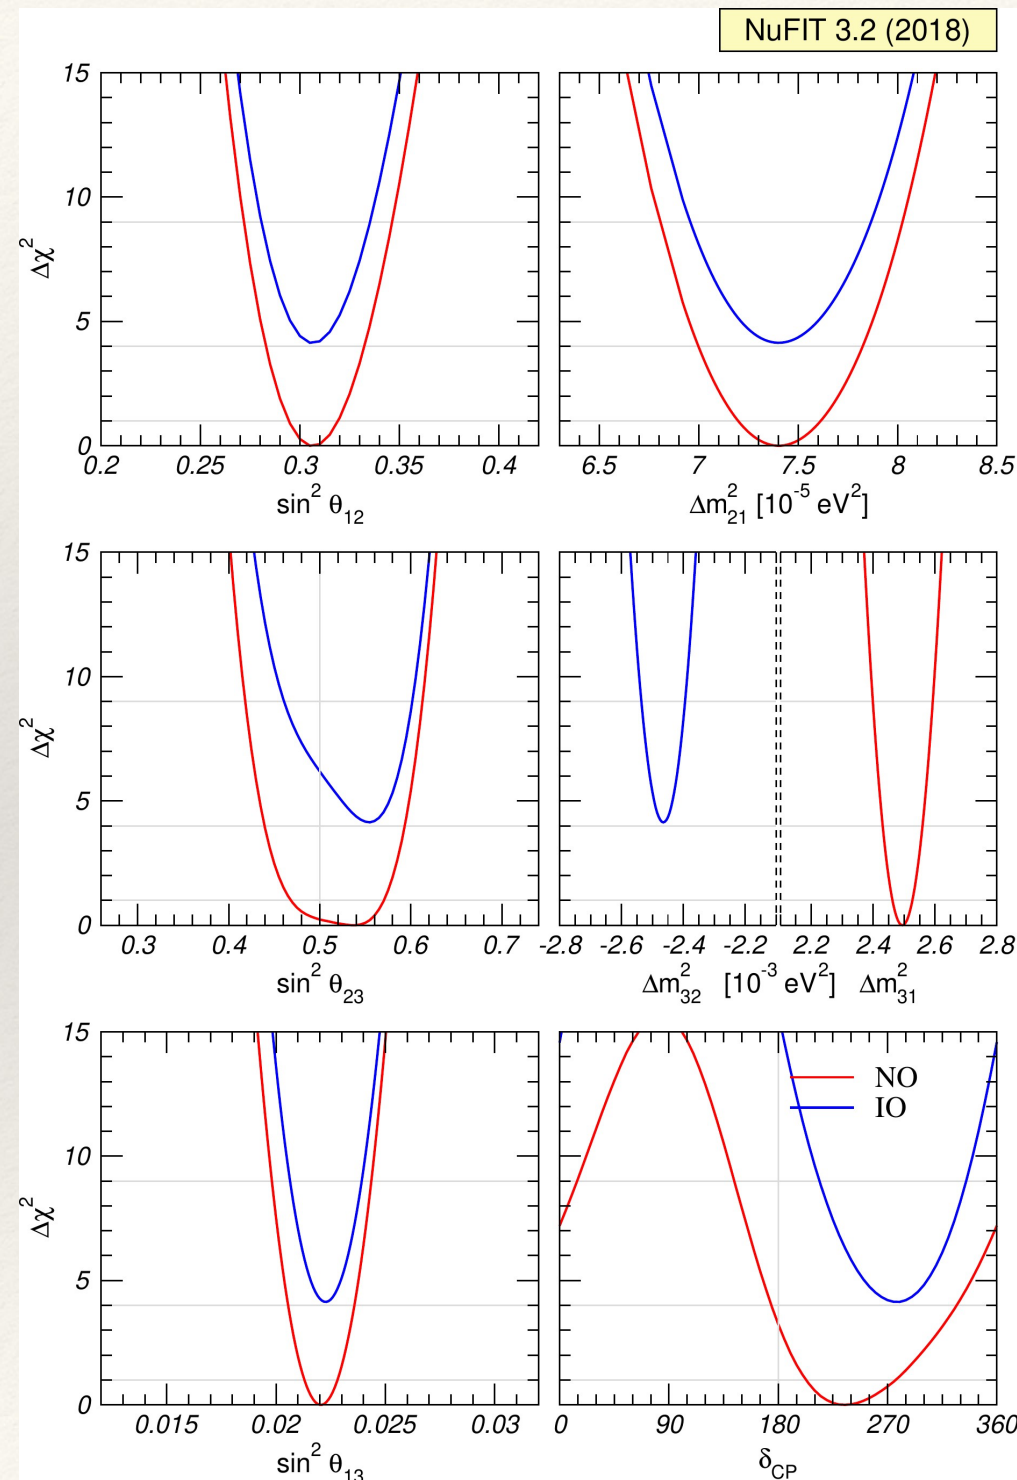 NuFIT 3.2 (2018)
15
10
5
0
Δχ²
0.2 0.25 0.3 0.35 0.4
sin² θ₁₂
6.5 7 7.5 8 8.5
Δm²₂₁ [10⁻⁵ eV²]
15
10
5
0
Δχ²
0.3 0.4 0.5 0.6 0.7
sin² θ₂₃
-2.8 -2.6 -2.4 -2.2 2.2 2.4 2.6 2.8
Δm²₃₂ [10⁻³ eV²] Δm²₃₁
15
10
5
0
Δχ²
0.015 0.02 0.025 0.03
sin² θ₁₃
NO
IO
0 90 180 270 360
δCP